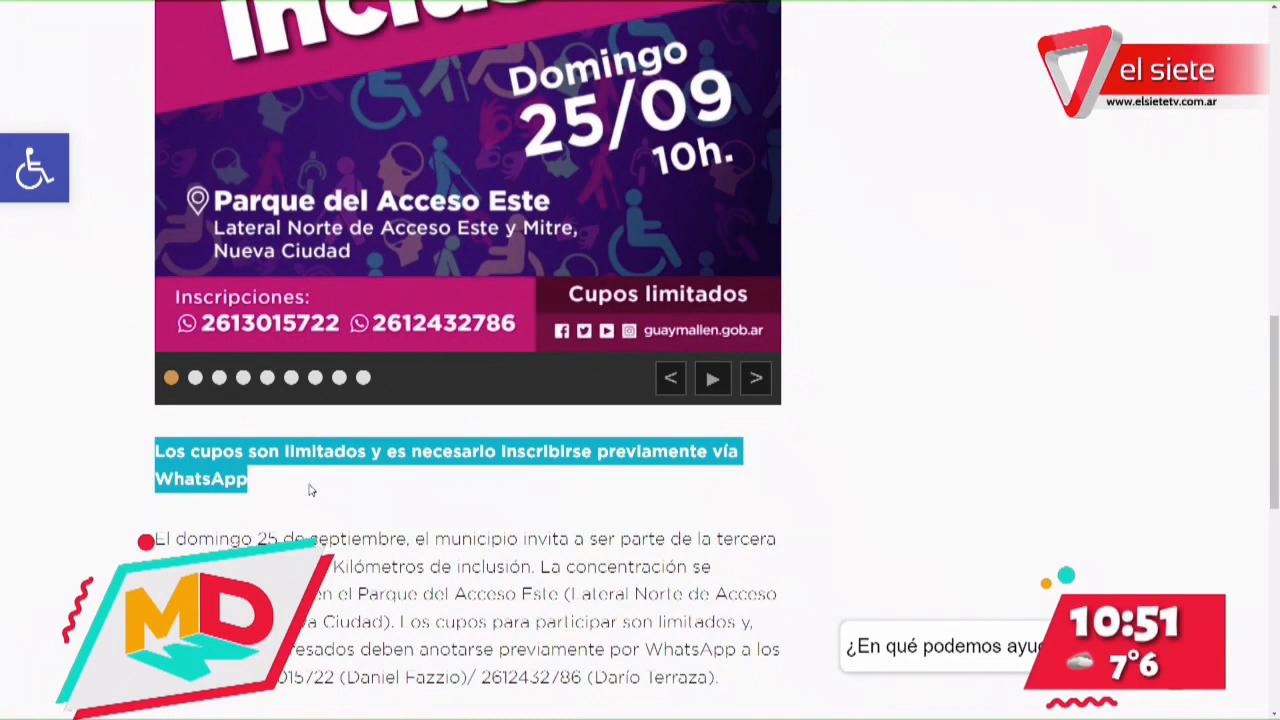 Domingo
25/09
10h.
Parque del Acceso Este
Lateral Norte de Acceso Este y Mitre,
Nueva Ciudad
Inscripciones:
2613015722 2612432786
Cupos limitados
guaymallen.gob.ar
< >
Los cupos son limitados y es necesario inscribirse previamente vía
WhatsApp
El domingo 25 de septiembre, el municipio invita a ser parte de la tercera
Kilómetros de inclusión. La concentración se
en el Parque del Acceso Este (Lateral Norte de Acceso
Ciudad). Los cupos para participar son limitados y,
deben anotarse previamente por WhatsApp a los
(Daniel Fazzio)/ 2612432786 (Darío Terraza).
el siete
www.elsietetv.com.ar
MD
¿En qué podemos
10:51
7°6